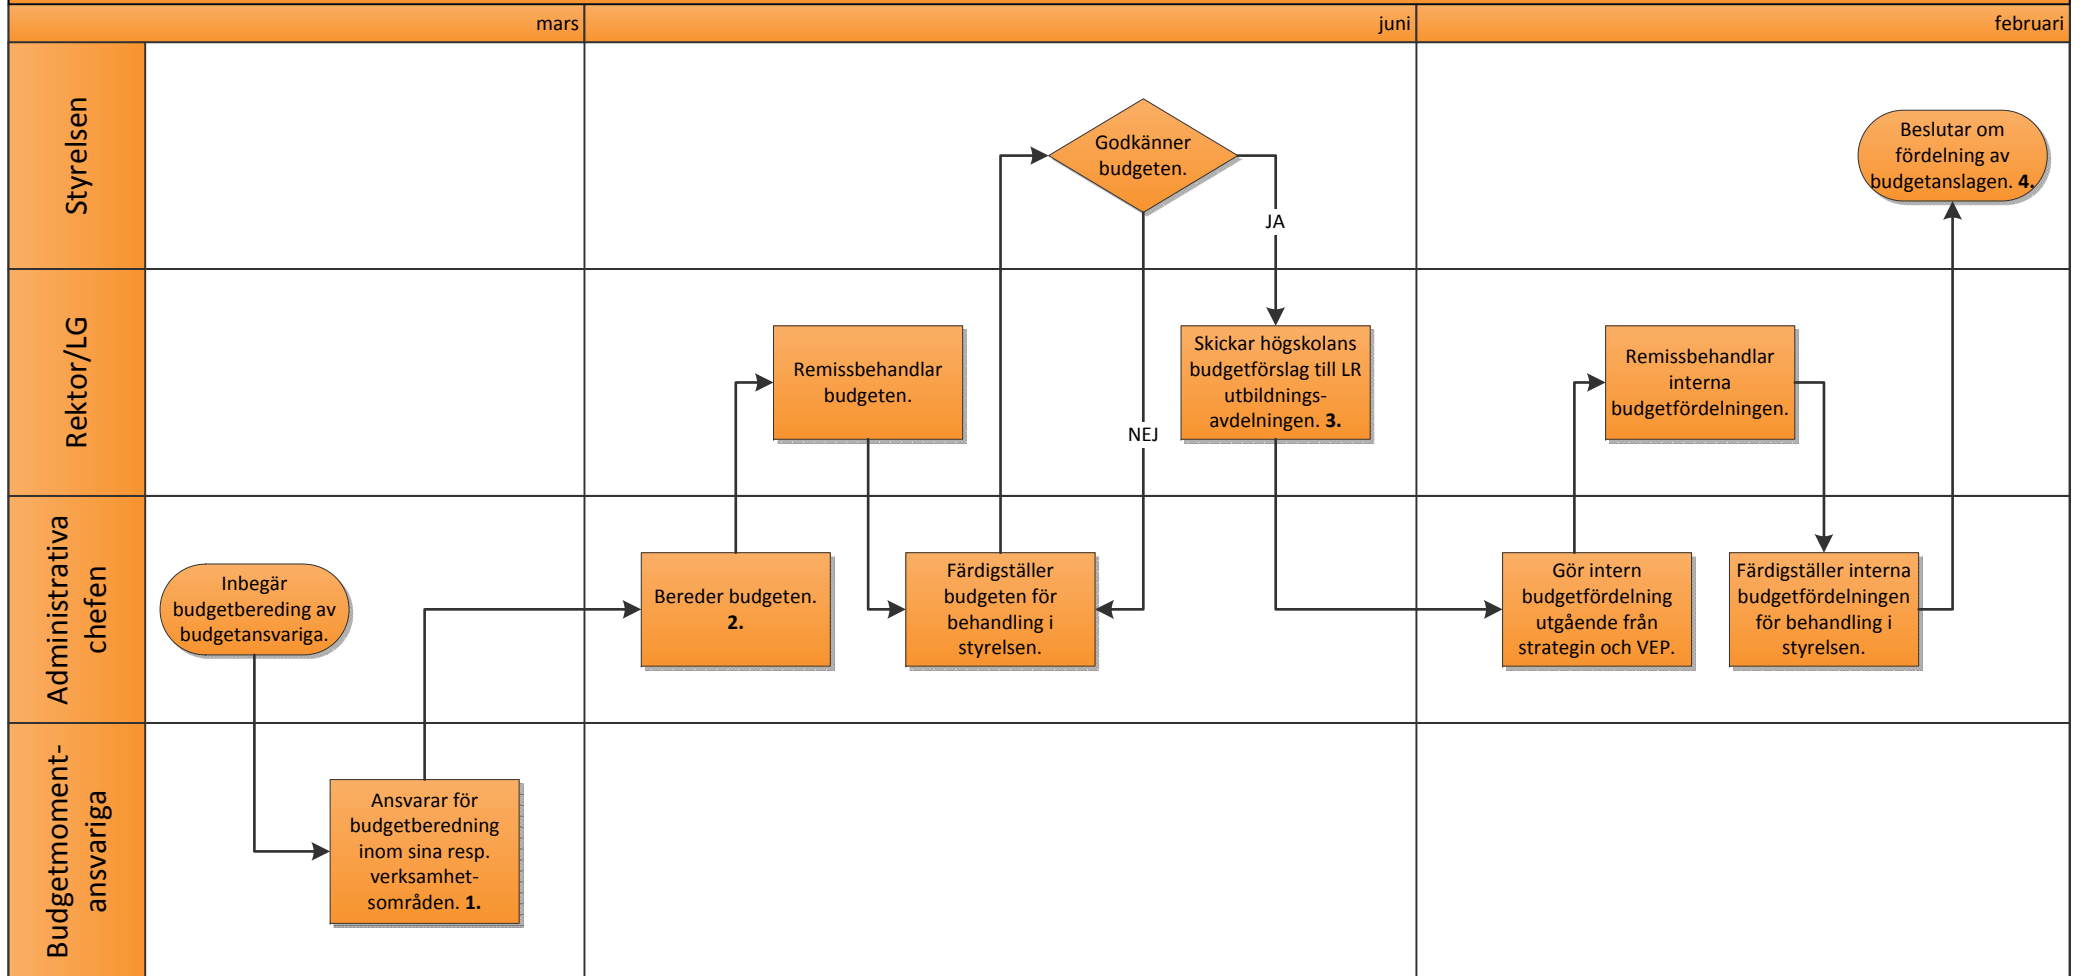 mars
juni
februari
Styrelsen
Godkänner
budgeten.
JA
NEJ
Beslutar om
fördelning av
budgetanslagen. 4.
Rektor/LG
Remissbehandlar
budgeten.
Skickar högskolans
budgetförslag till LR
utbildnings-
avdelningen. 3.
Remissbehandlar
interna
budgetfördelningen.
Administrativa
chefen
Inbegär
budgetbereding av
budgetansvariga.
Bereder budgeten.
2.
Färdigställer
budgeten för
behandling i
styrelsen.
Gör intern
budgetfördelning
utgående från
strategin och VEP.
Färdigställer interna
budgetfördelningen
för behandling i
styrelsen.
Budgetmoment-
ansvariga
Ansvarar för
budgetberedning
inom sina resp.
verksamhet-
sområden. 1.